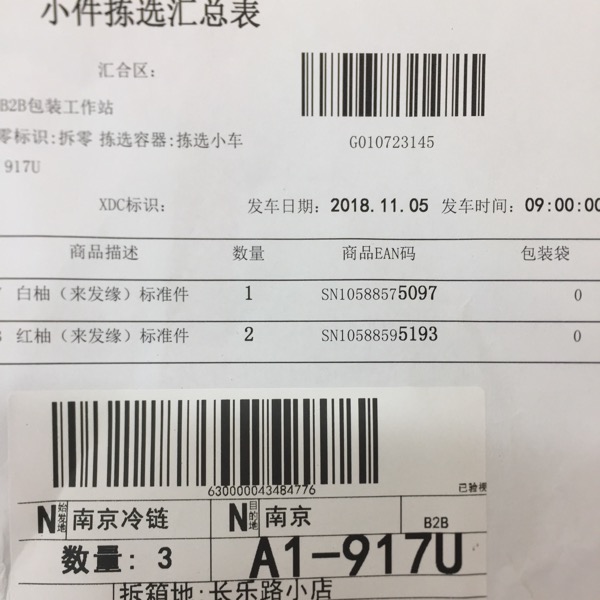 小件拣选汇总表
汇合区:
G010723145
B2B包装工作站
零标识:拆零 拣选容器:拣选小车
917U
XDC标识: 发车日期: 2018.11.05 发车时间: 09:00:00
商品描述 数量 商品EAN码 包装袋
白柚（来发缘）标准件 1 SN105885755097 0
红柚（来发缘）标准件 2 SN105885955193 0
630000043484776
已验视
N 始发地 南京冷链 N 目的地 南京 B2B
数量: 3 A1-917U
拆箱地:长乐路小店